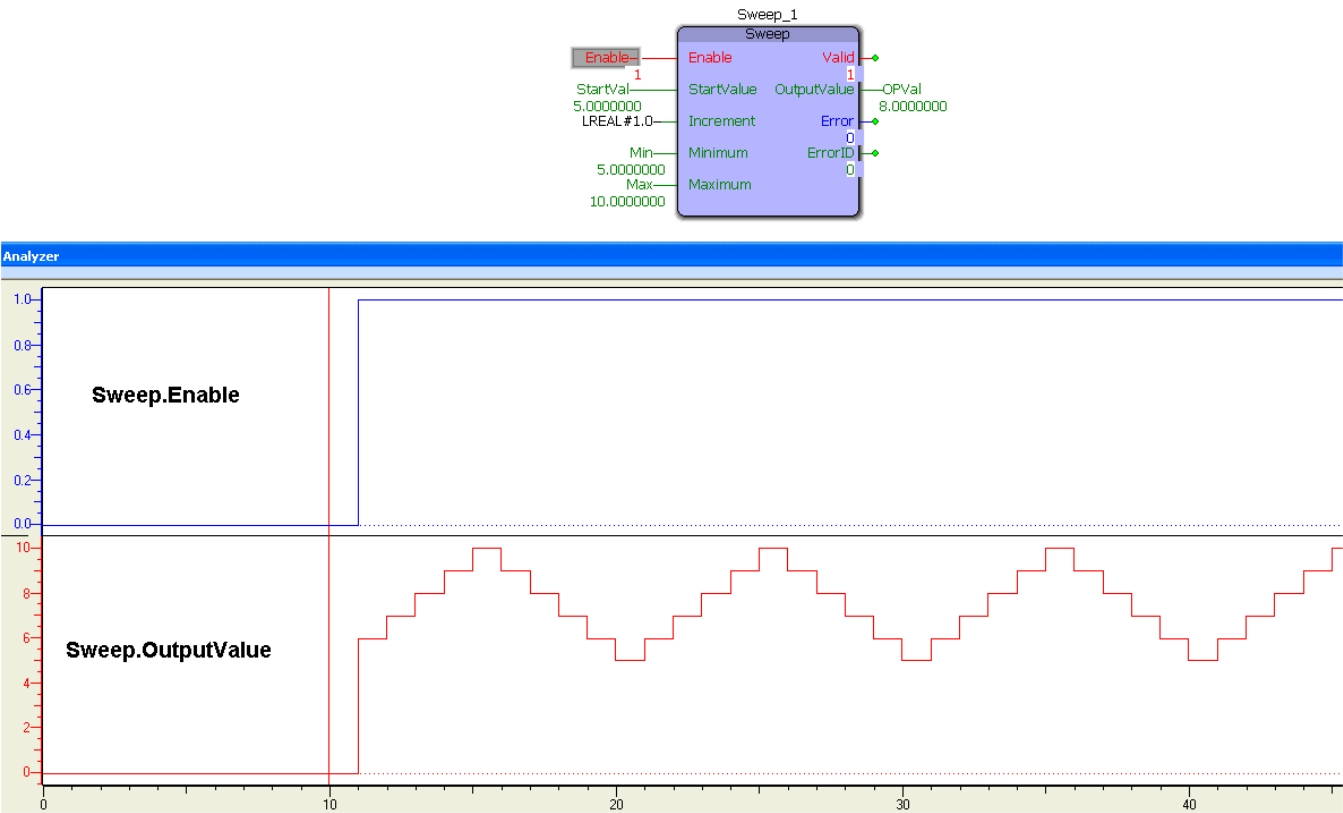 Sweep_1
Sweep
Enable Enable Valid
1 1
StartVal StartValue OutputValue OPVal
5.0000000 8.0000000
LREAL#1.0 Increment Error
0
Min Minimum ErrorID
5.0000000 0
Max Maximum
10.0000000
Analyzer
1.0
0.8
0.6
Sweep.Enable
0.4
0.2
0.0
10
8
6
Sweep.OutputValue
4
2
0
0 10 20 30 40